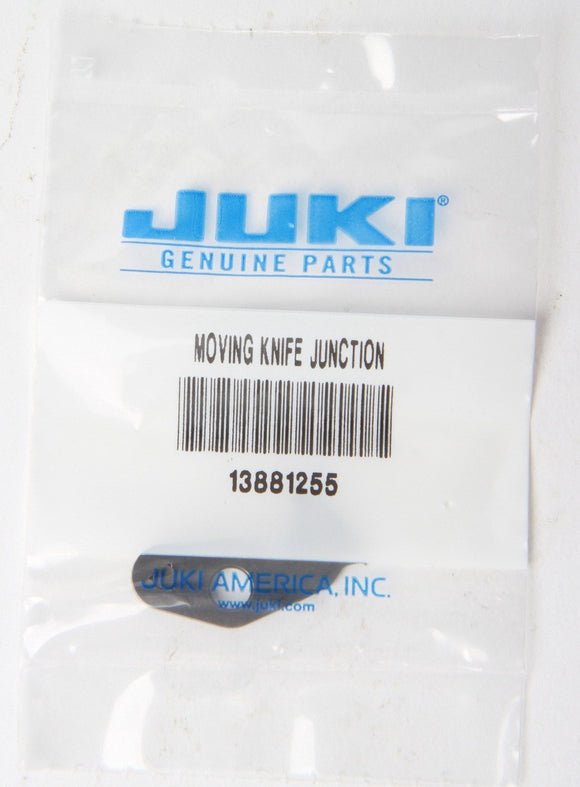 JUKI®
GENUINE PARTS
MOVING KNIFE JUNCTION
13881255
JUKI AMERICA, INC.
www.juki.com